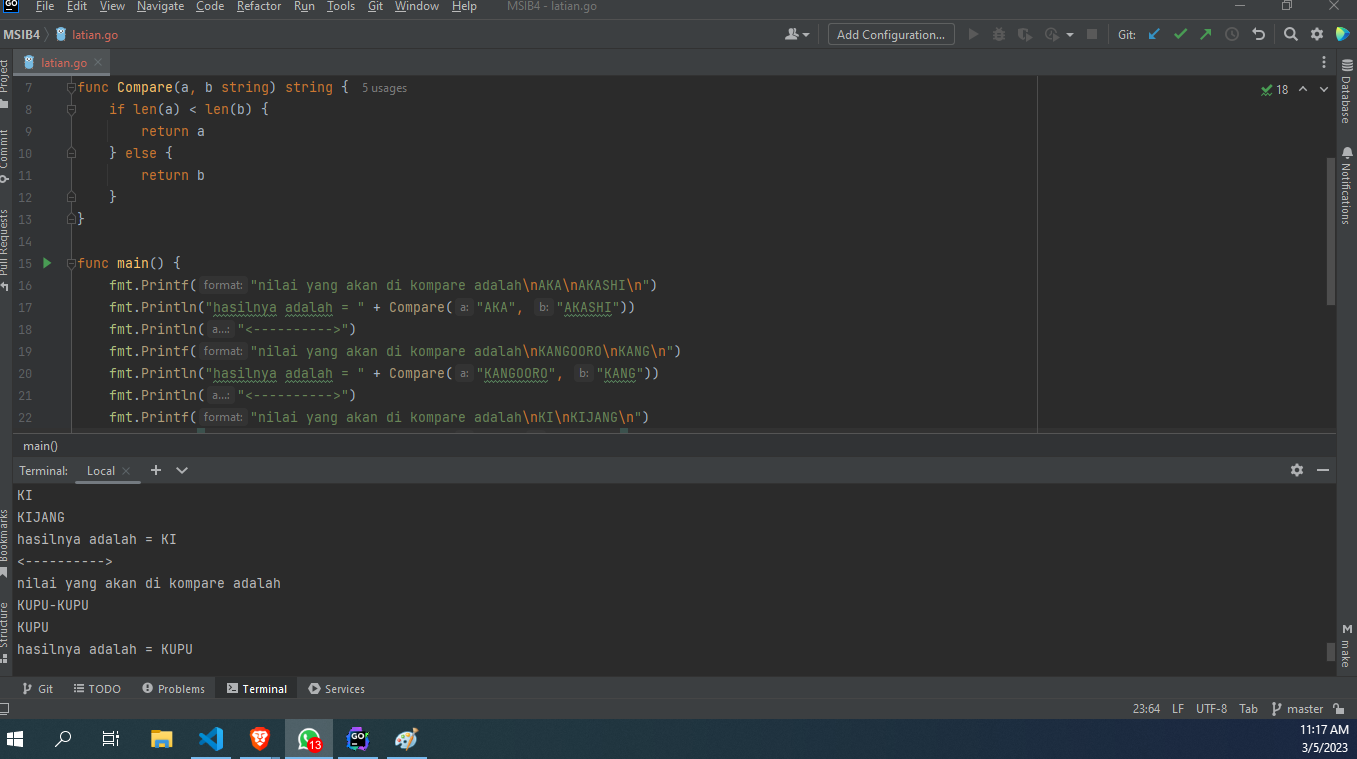 GO File Edit View Navigate Code Refactor Run Tools Git Window Help MSIB4 - latian.go
MSIB4 latian.go Add Configuration... Git:
latian.go
Project
Commit
Pull Requests
Bookmarks
Structure
7 func Compare(a, b string) string { 5 usages
8 if len(a) < len(b) {
9 return a
10 } else {
11 return b
12 }
13 }
14
15 func main() {
16 fmt.Printf( format: "nilai yang akan di kompare adalah\nAKA\nAKASHI\n")
17 fmt.Println("hasilnya adalah = " + Compare( a: "AKA", b: "AKASHI"))
18 fmt.Println( a...: "<---------->")
19 fmt.Printf( format: "nilai yang akan di kompare adalah\nKANGOORO\nKANG\n")
20 fmt.Println("hasilnya adalah = " + Compare( a: "KANGOORO", b: "KANG"))
21 fmt.Println( a...: "<---------->")
22 fmt.Printf( format: "nilai yang akan di kompare adalah\nKI\nKIJANG\n")
18
Database
Notifications
M make
main()
Terminal: Local
KI
KIJANG
hasilnya adalah = KI
<---------->
nilai yang akan di kompare adalah
KUPU-KUPU
KUPU
hasilnya adalah = KUPU
Git TODO Problems Terminal Services
23:64 LF UTF-8 Tab master
13 GO
11:17 AM
3/5/2023